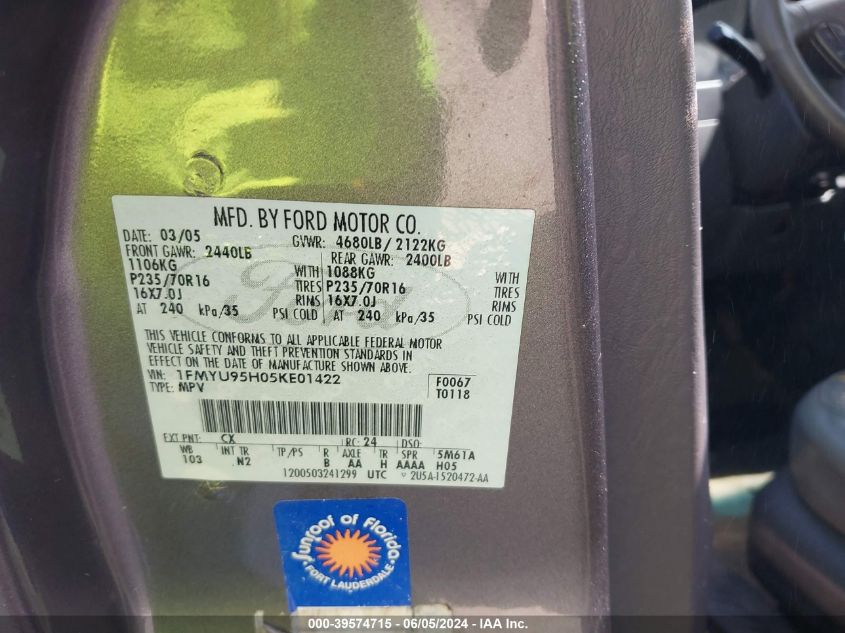 MFD. BY FORD MOTOR CO.
DATE: 03/05 GVWR: 4680LB/2122KG
FRONT GAWR: 2440LB REAR GAWR: 2400LB
1106KG WITH 1088KG WITH
P235/70R16 TIRES P235/70R16 TIRES
16X7.0J RIMS 16X7.0J RIMS
AT 240 kPa/35 PSI COLD AT 240 kPa/35 PSI COLD
Ford
THIS VEHICLE CONFORMS TO ALL APPLICABLE FEDERAL MOTOR
VEHICLE SAFETY AND THEFT PREVENTION STANDARDS IN
EFFECT ON THE DATE OF MANUFACTURE SHOWN ABOVE.
VIN: 1FMYU95H05KE01422 F0067
TYPE: MPV T0118
EXT PNT: CX RC: 24 DSO:
WB INT TR TP/PS R AXLE TR SPR 5M61A
103 N2 B AA H AAAA H05
1200503241299 UTC 2U5A-1520472-AA
Sunroof of Florida
FORT LAUDERDALE
000-39574715 - 06/05/2024 - IAA Inc.